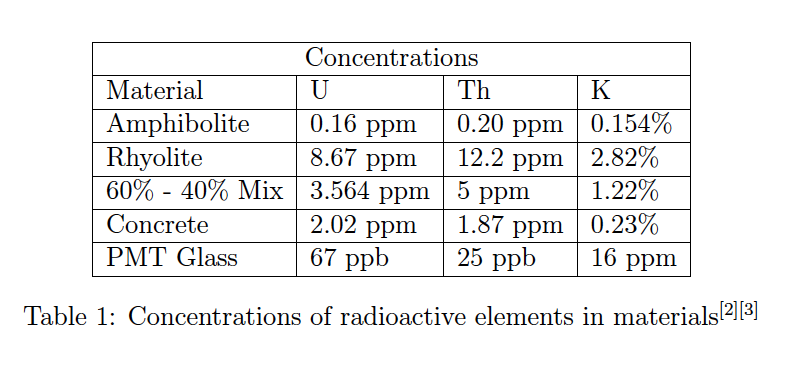 Concentrations
Material U Th K
Amphibolite 0.16 ppm 0.20 ppm 0.154%
Rhyolite 8.67 ppm 12.2 ppm 2.82%
60% - 40% Mix 3.564 ppm 5 ppm 1.22%
Concrete 2.02 ppm 1.87 ppm 0.23%
PMT Glass 67 ppb 25 ppb 16 ppm
Table 1: Concentrations of radioactive elements in materials[2][3]